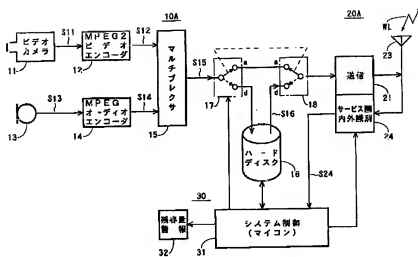 10A
20A
WL
ビデオ
カメラ
11
S11
MPEG2
ビデオ
エンコーダ
12
S12
マルチプレクサ
15
S15
a
a
d
d
17
18
S16
送信
21
サービス圏
内外識別
24
23
13
S13
MPEG
オーディオ
エンコーダ
14
S14
ハード
ディスク
16
S24
30
残容量
警報
32
システム制御
(マイコン)
31